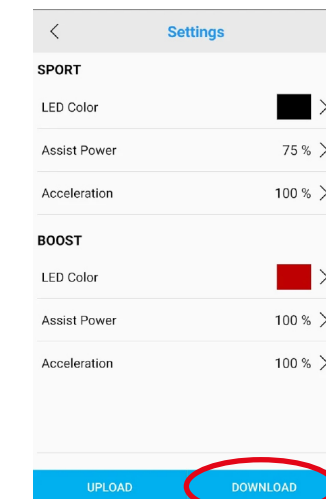 Settings
SPORT
LED Color
Assist Power 75 %
Acceleration 100 %
BOOST
LED Color
Assist Power 100 %
Acceleration 100 %
UPLOAD DOWNLOAD